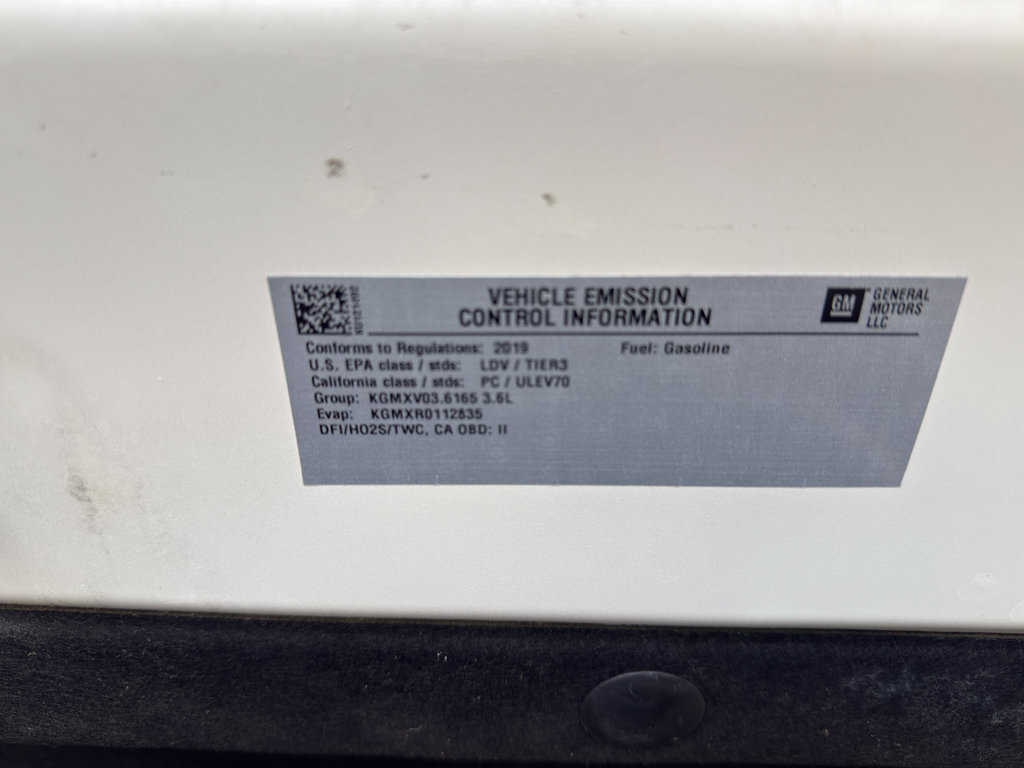 VEHICLE EMISSION
CONTROL INFORMATION
GM
GENERAL
MOTORS
LLC
Conforms to Regulations: 2019 Fuel: Gasoline
U.S. EPA class / stds: LDV / TIER3
California class / stds: PC / ULEV70
Group: KGMXV03.6165 3.6L
Evap: KGMXR0112835
DFI/HO2S/TWC, CA OBD: II